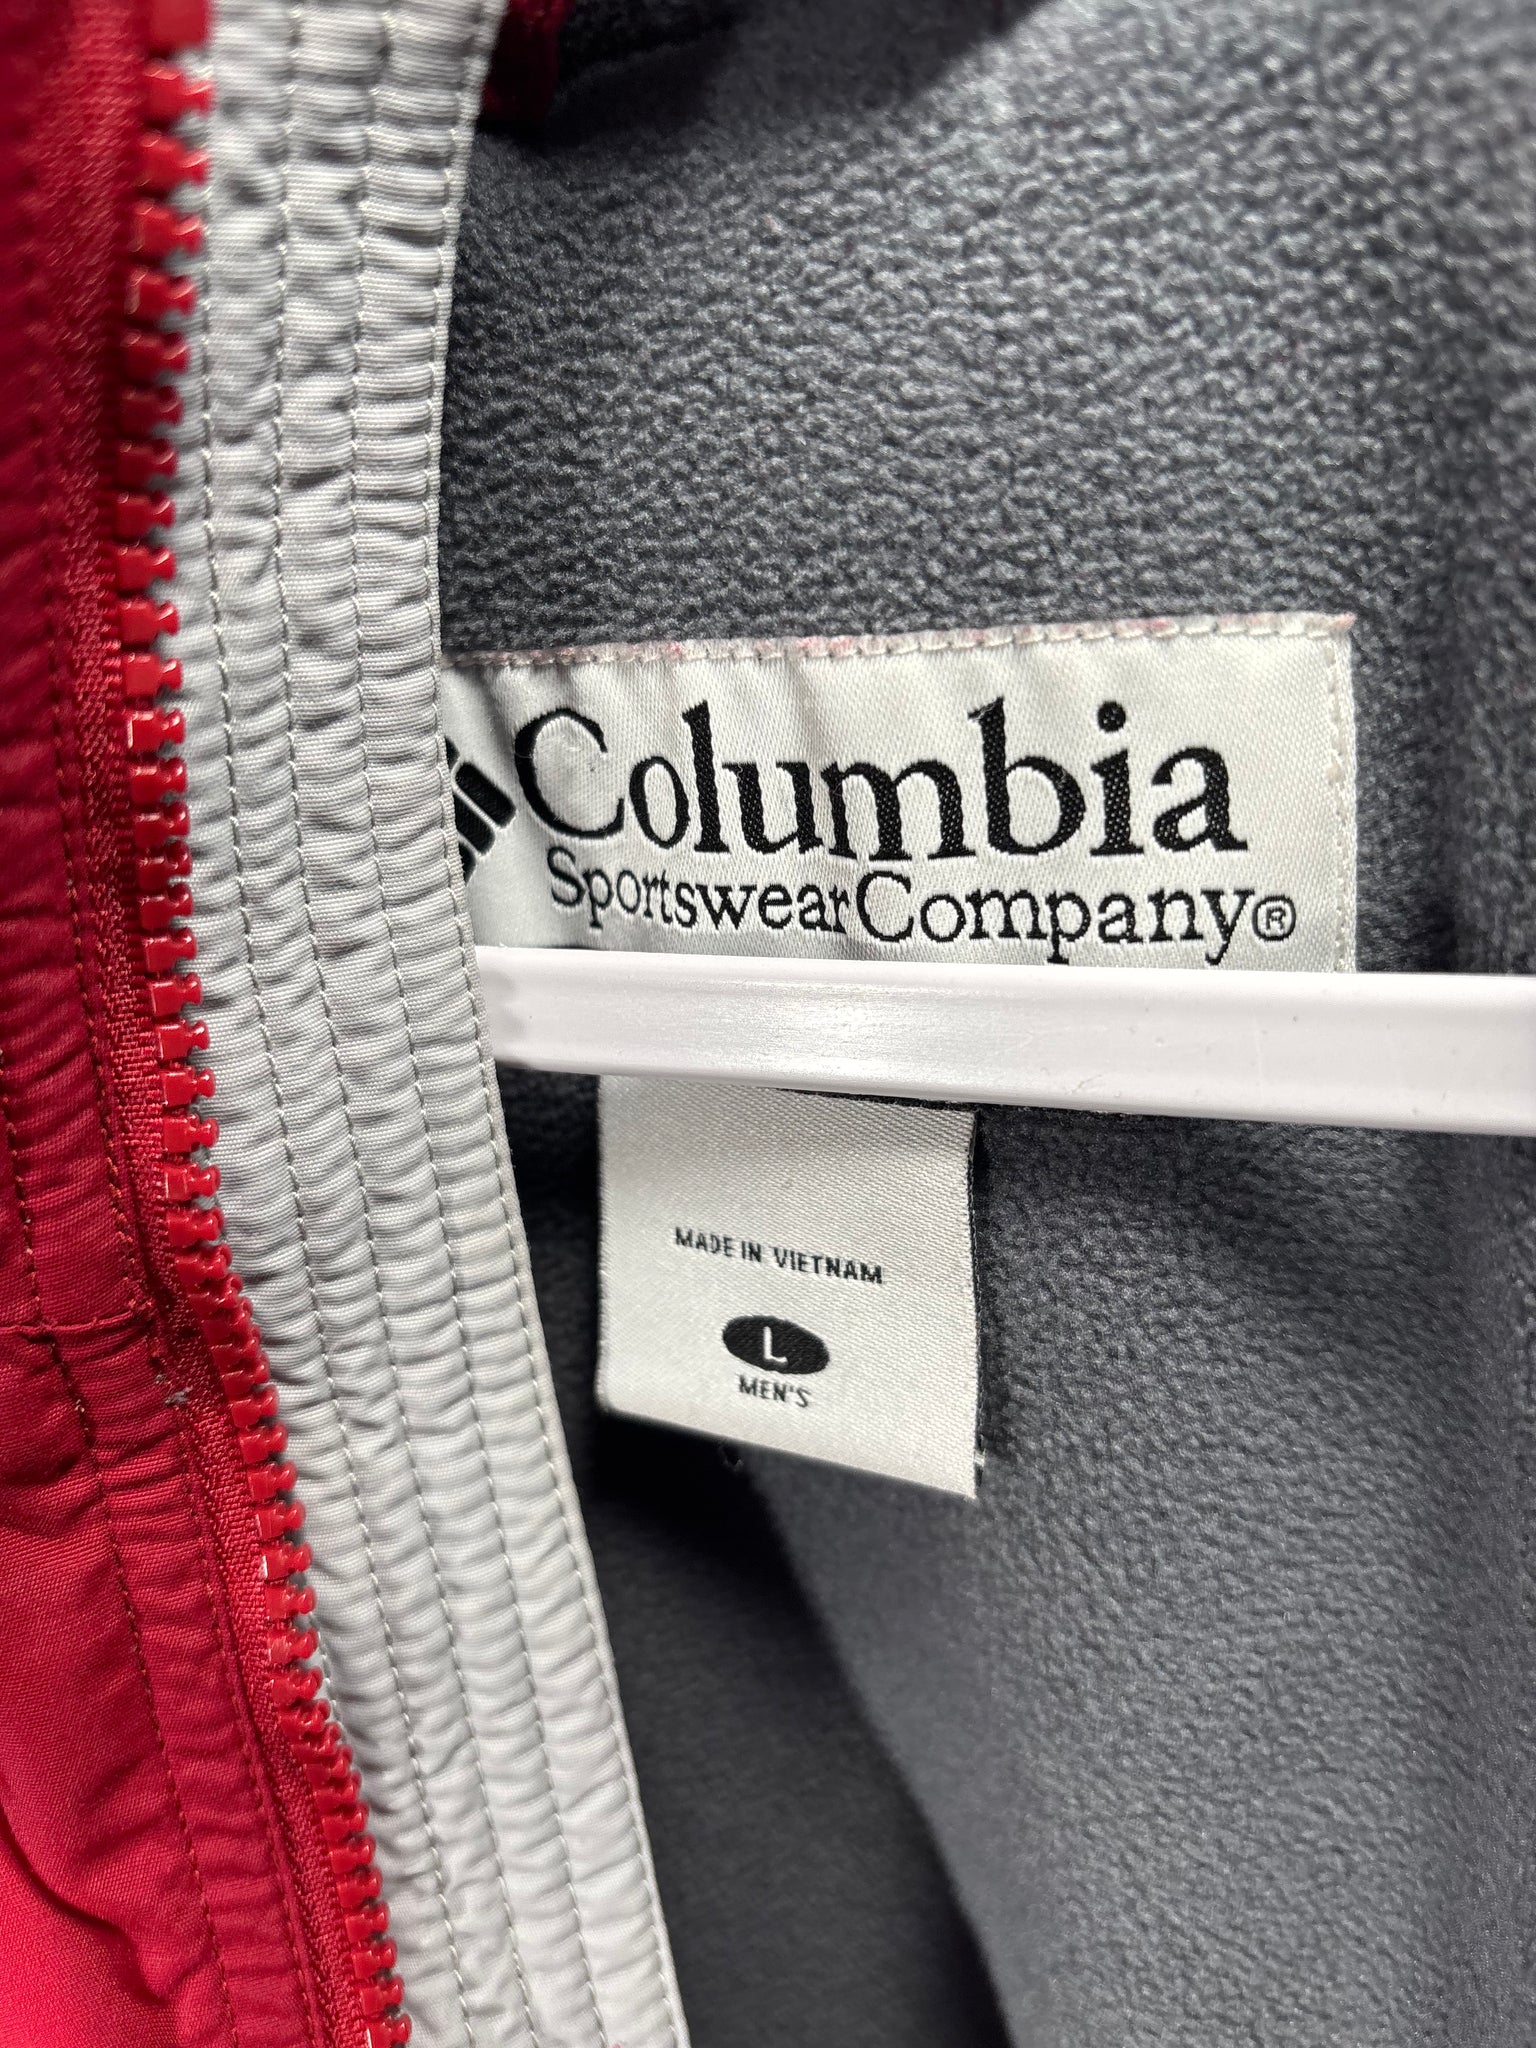 Columbia
Sportswear Company®
MADE IN VIETNAM
L
MEN'S